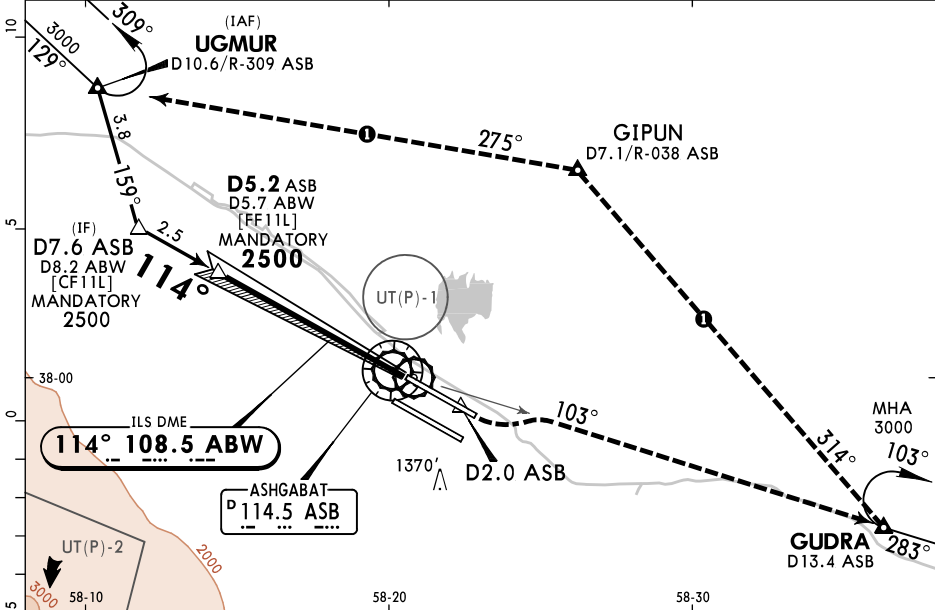 10
309°
(IAF)
UGMUR
D10.6/R-309 ASB
3000
129°
3.8
159°
275°
1
GIPUN
D7.1/R-038 ASB
D5.2 ASB
D5.7 ABW
[FF11L]
MANDATORY
2500
5
(IF)
D7.6 ASB
D8.2 ABW
[CF11L]
MANDATORY
2500
2.5
114°
UT(P)-1
1
38-00
0
ILS DME
114° 108.5 ABW
103°
MHA
3000
103°
314°
1370'
D2.0 ASB
ASHGABAT
D 114.5 ASB
GUDRA
D13.4 ASB
283°
UT(P)-2
2000
3000
5
58-10
58-20
58-30